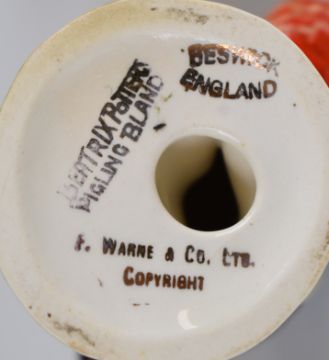 BEATRIX POTTER'S
PIGLING BLAND
BESWICK
ENGLAND
F. WARNE & CO. LTD.
COPYRIGHT